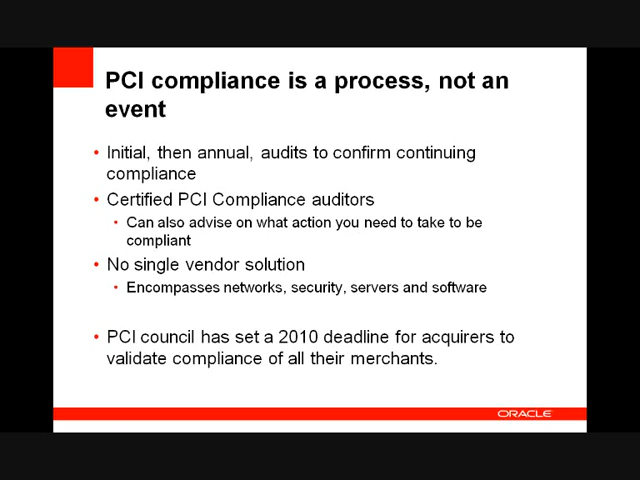 PCI compliance is a process, not an
event
• Initial, then annual, audits to confirm continuing
compliance
• Certified PCI Compliance auditors
• Can also advise on what action you need to take to be
compliant
• No single vendor solution
• Encompasses networks, security, servers and software
• PCI council has set a 2010 deadline for acquirers to
validate compliance of all their merchants.
ORACLE